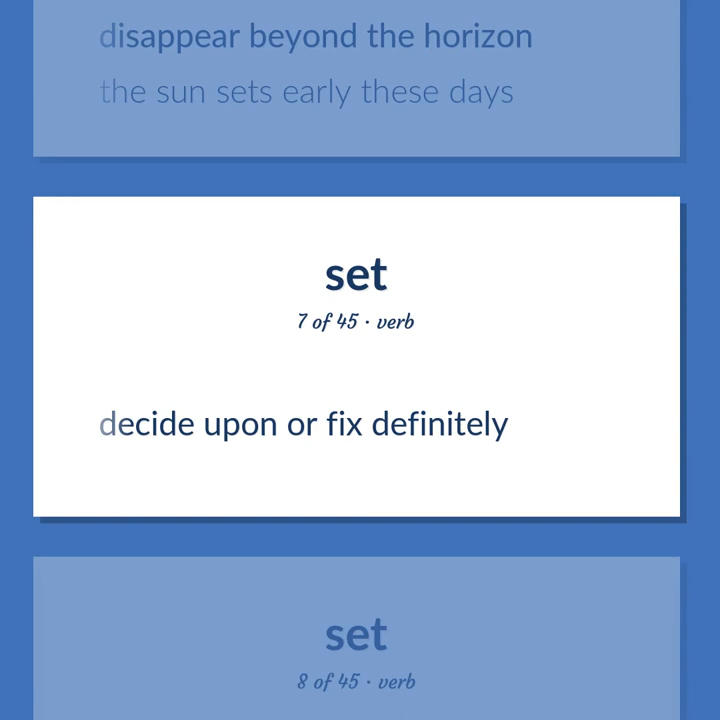 disappear beyond the horizon
the sun sets early these days
set
7 of 45 · verb
decide upon or fix definitely
set
8 of 45 · verb